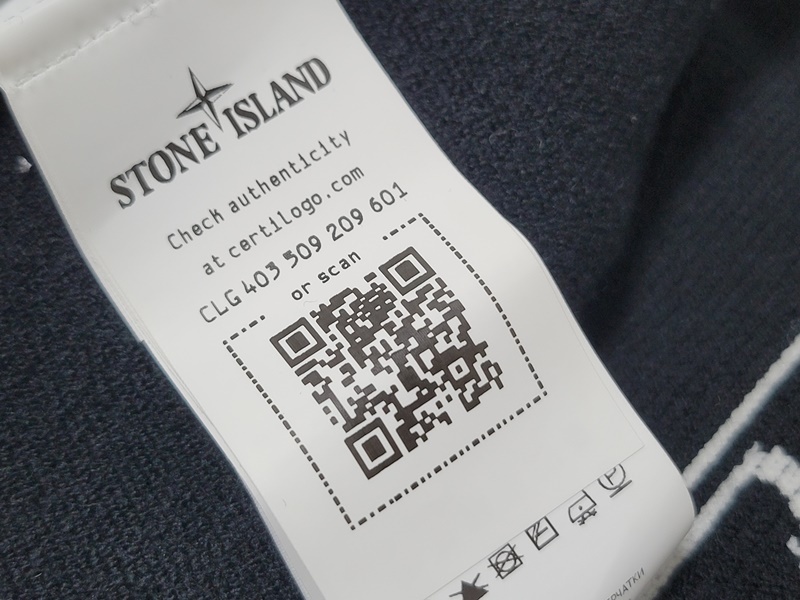 STONE ISLAND
Check authenticity
at certilogo.com
CLG 403 509 209 601
or scan